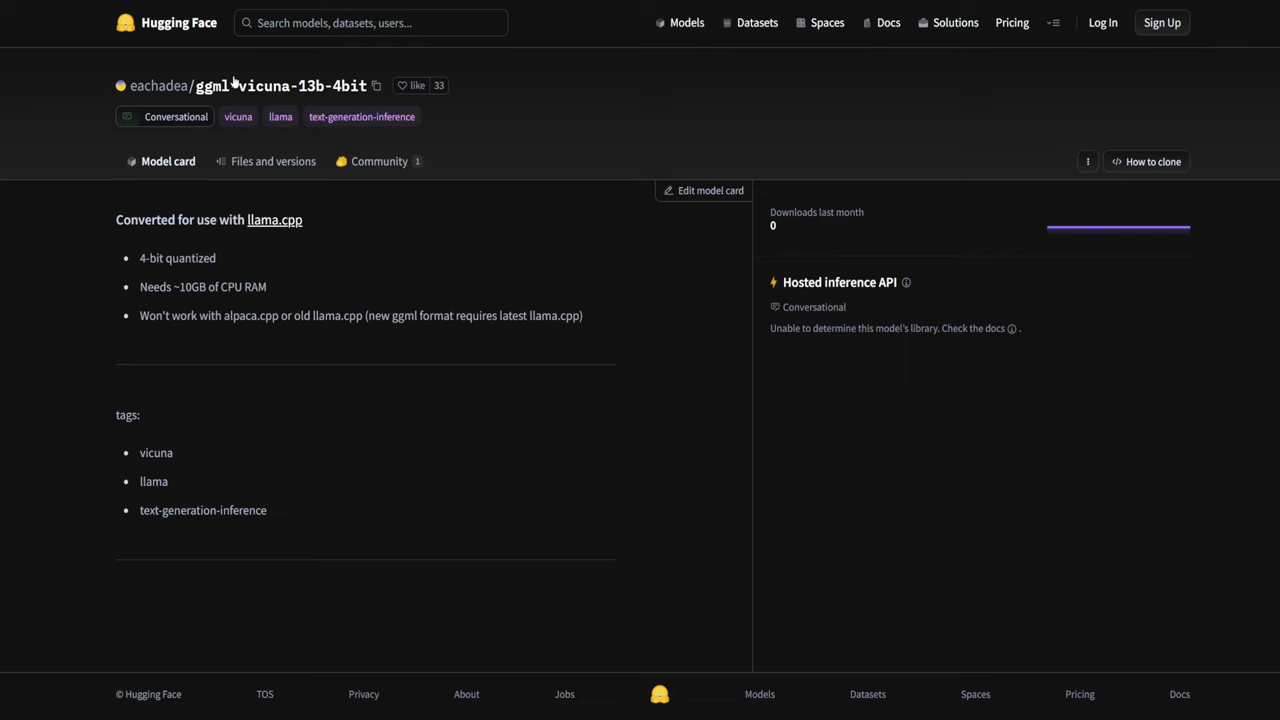 Hugging Face
Search models, datasets, users...
Models
Datasets
Spaces
Docs
Solutions
Pricing
Log In
Sign Up
eachadea/ggml-vicuna-13b-4bit
like 33
Conversational
vicuna
llama
text-generation-inference
Model card
Files and versions
Community 1
How to clone
Edit model card
Converted for use with llama.cpp
• 4-bit quantized
• Needs ~10GB of CPU RAM
• Won't work with alpaca.cpp or old llama.cpp (new ggml format requires latest llama.cpp)
tags:
• vicuna
• llama
• text-generation-inference
Downloads last month
0
Hosted inference API
Conversational
Unable to determine this model's library. Check the docs .
© Hugging Face
TOS
Privacy
About
Jobs
Models
Datasets
Spaces
Pricing
Docs